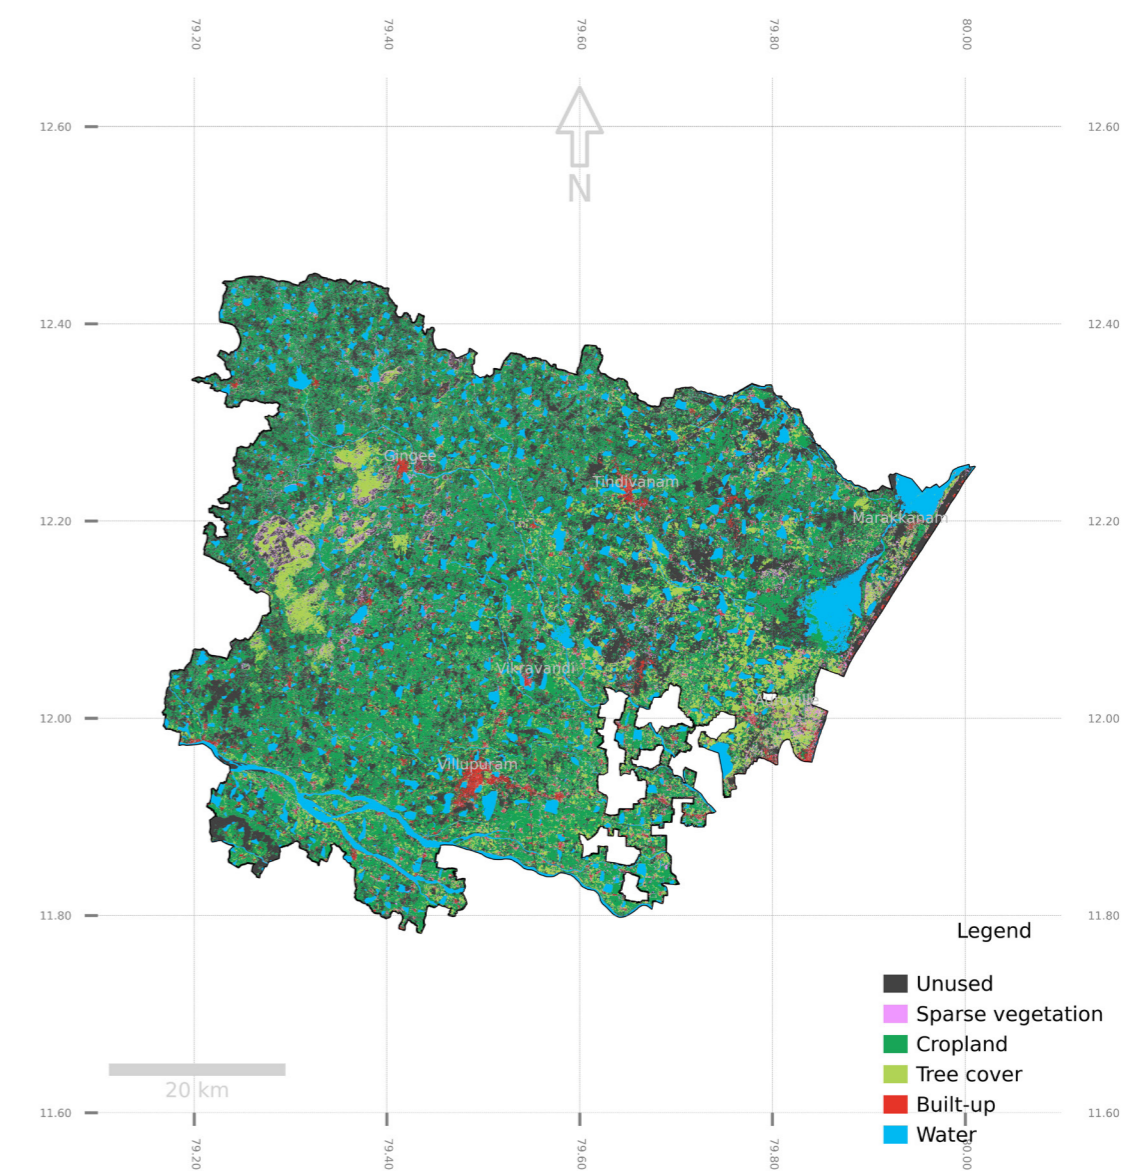 79.20 79.40 79.60 79.80 80.00
12.60 12.60
N
12.40 12.40
Gingee
Tindivanam
12.20 Marakkanam 12.20
Vikravandi
12.00 12.00
Villupuram
11.80 11.80
Legend
Unused
Sparse vegetation
Cropland
Tree cover
20 km
Built-up
11.60 11.60
Water
79.20 79.40 79.60 79.80 80.00